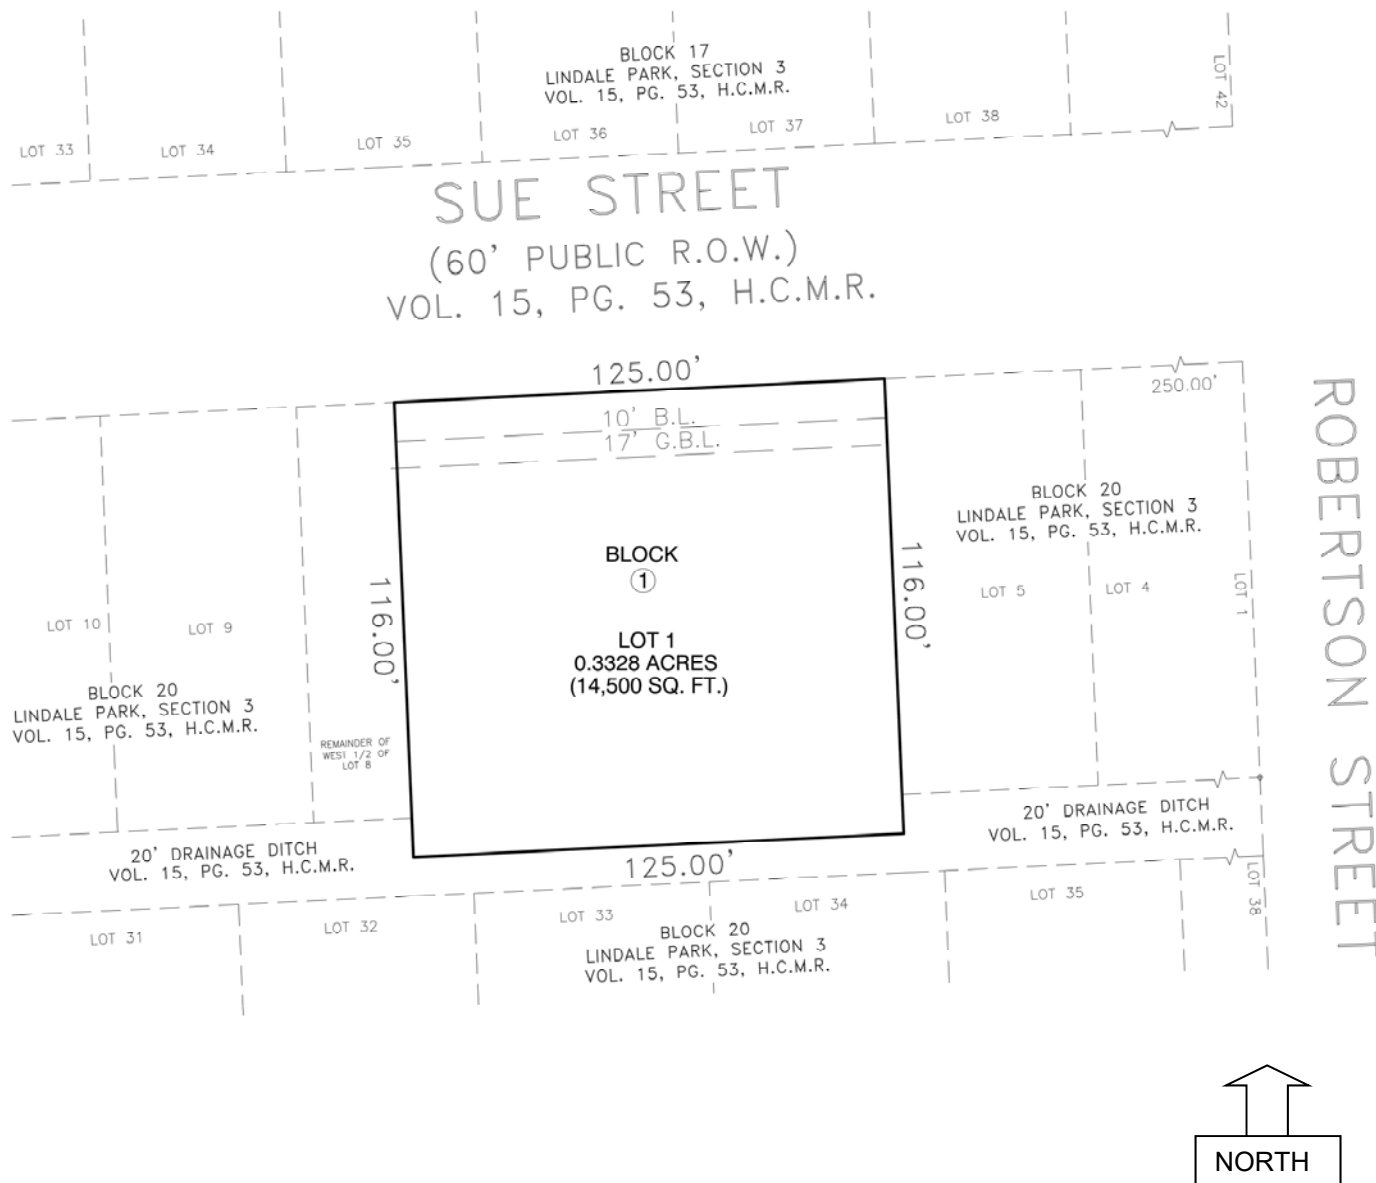 BLOCK 17
LINDALE PARK, SECTION 3
VOL. 15, PG. 53, H.C.M.R.
LOT 33
LOT 34
LOT 35
LOT 36
LOT 37
LOT 38
LOT 42
SUE STREET
(60' PUBLIC R.O.W.)
VOL. 15, PG. 53, H.C.M.R.
125.00'
250.00'
10' B.L.
17' G.B.L.
ROBERTSON STREET
BLOCK 20
LINDALE PARK, SECTION 3
VOL. 15, PG. 53, H.C.M.R.
BLOCK
1
116.00'
116.00'
LOT 5
LOT 4
LOT 1
LOT 10
LOT 9
LOT 1
0.3328 ACRES
(14,500 SQ. FT.)
BLOCK 20
LINDALE PARK, SECTION 3
VOL. 15, PG. 53, H.C.M.R.
REMAINDER OF
WEST 1/2 OF
LOT 8
20' DRAINAGE DITCH
VOL. 15, PG. 53, H.C.M.R.
20' DRAINAGE DITCH
VOL. 15, PG. 53, H.C.M.R.
125.00'
LOT 31
LOT 32
LOT 33
LOT 34
LOT 35
LOT 38
BLOCK 20
LINDALE PARK, SECTION 3
VOL. 15, PG. 53, H.C.M.R.
NORTH